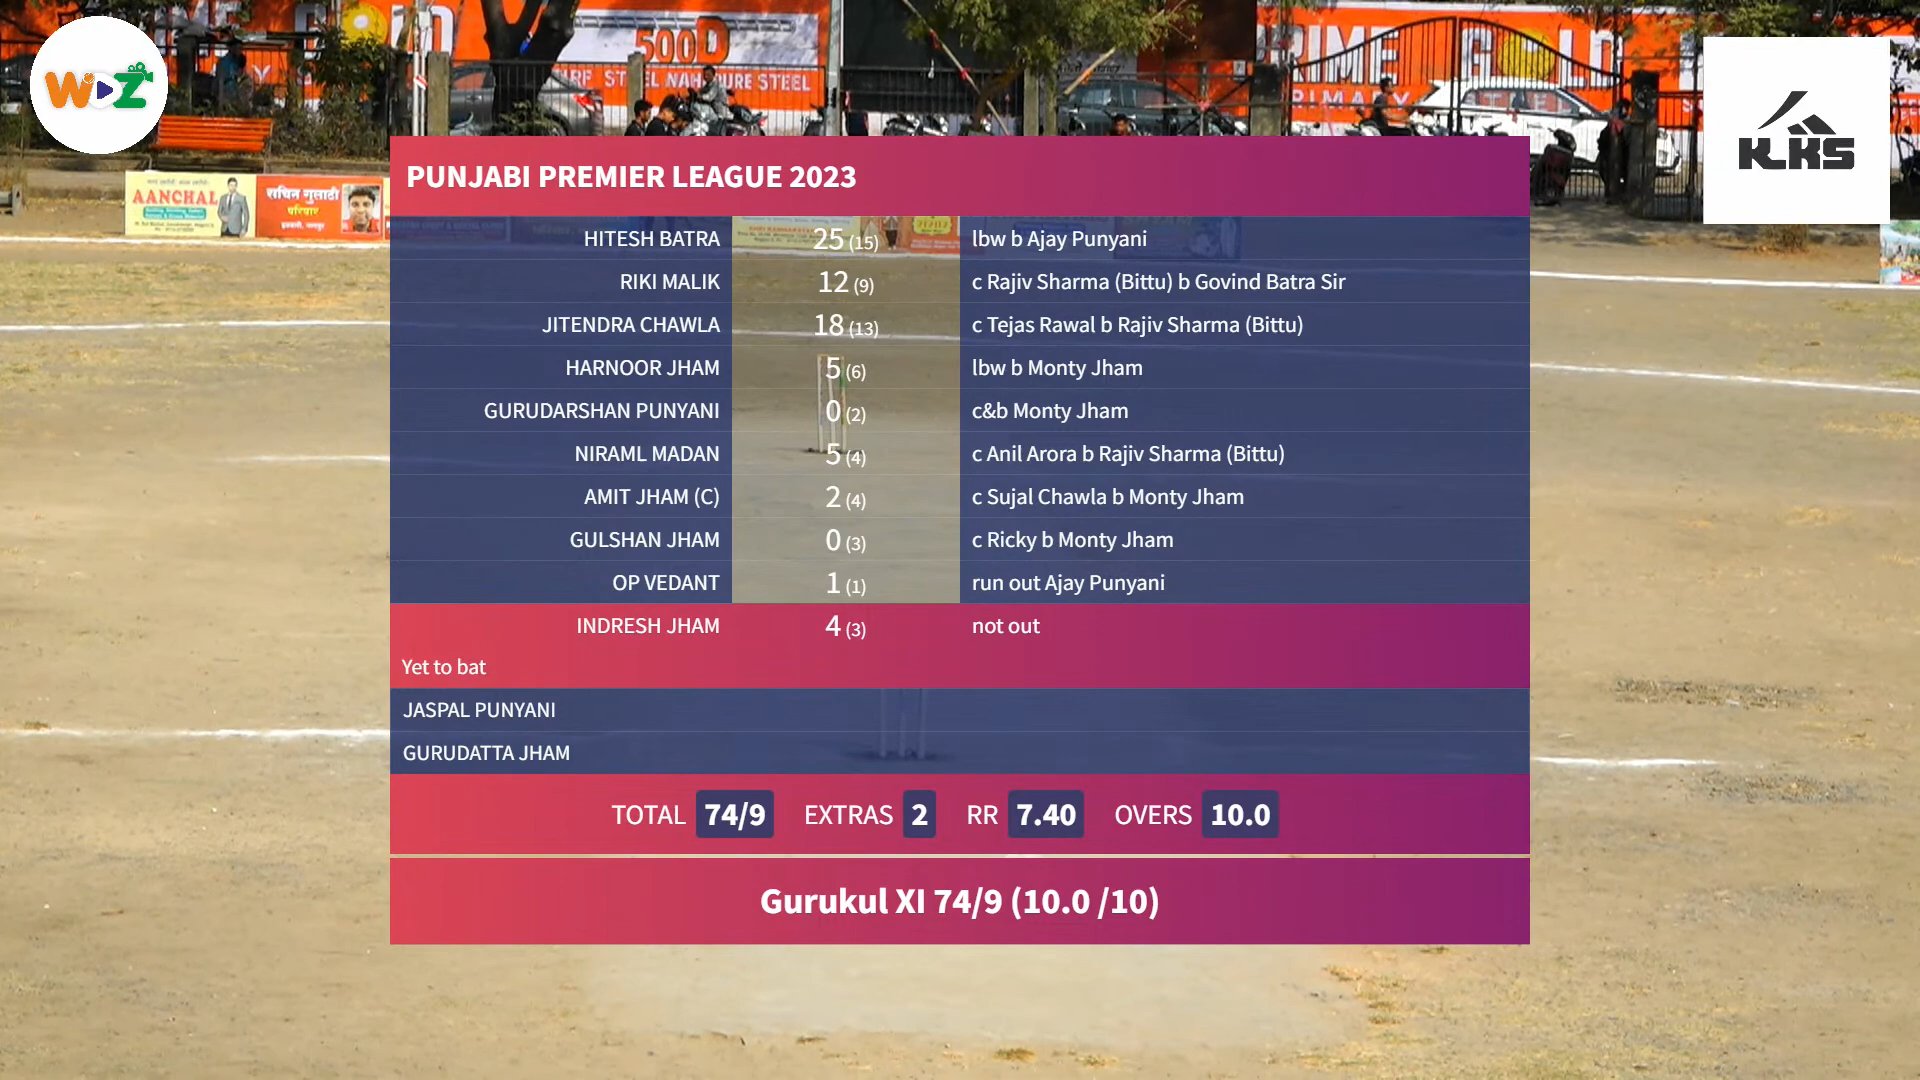 500D
STEEL
PURE STEEL
PRIMARY
WDZ
KKS
AANCHAL
सचिन गुलाटी
परिवार
PUNJABI PREMIER LEAGUE 2023
HITESH BATRA 25 (15) lbw b Ajay Punyani
RIKI MALIK 12 (9) c Rajiv Sharma (Bittu) b Govind Batra Sir
JITENDRA CHAWLA 18 (13) c Tejas Rawal b Rajiv Sharma (Bittu)
HARNOOR JHAM 5 (6) lbw b Monty Jham
GURUDARSHAN PUNYANI 0 (2) c&b Monty Jham
NIRAML MADAN 5 (4) c Anil Arora b Rajiv Sharma (Bittu)
AMIT JHAM (C) 2 (4) c Sujal Chawla b Monty Jham
GULSHAN JHAM 0 (3) c Ricky b Monty Jham
OP VEDANT 1 (1) run out Ajay Punyani
INDRESH JHAM 4 (3) not out
Yet to bat
JASPAL PUNYANI
GURUDATTA JHAM
TOTAL 74/9 EXTRAS 2 RR 7.40 OVERS 10.0
Gurukul XI 74/9 (10.0 /10)